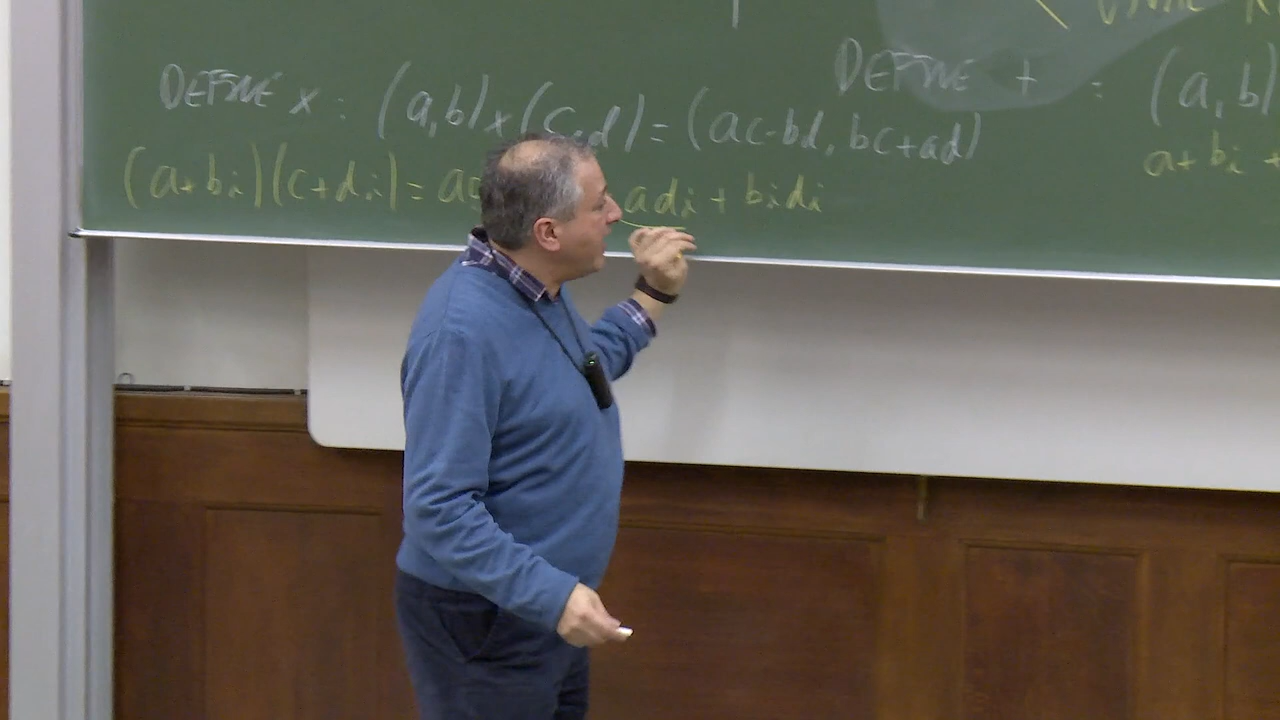 DEFINE x : (a,b)x(c,d)=(ac-bd, bc+ad)
(a+bi)(c+di)= ac adi + bidi
DEFINE + : (a,b)
a+bi +